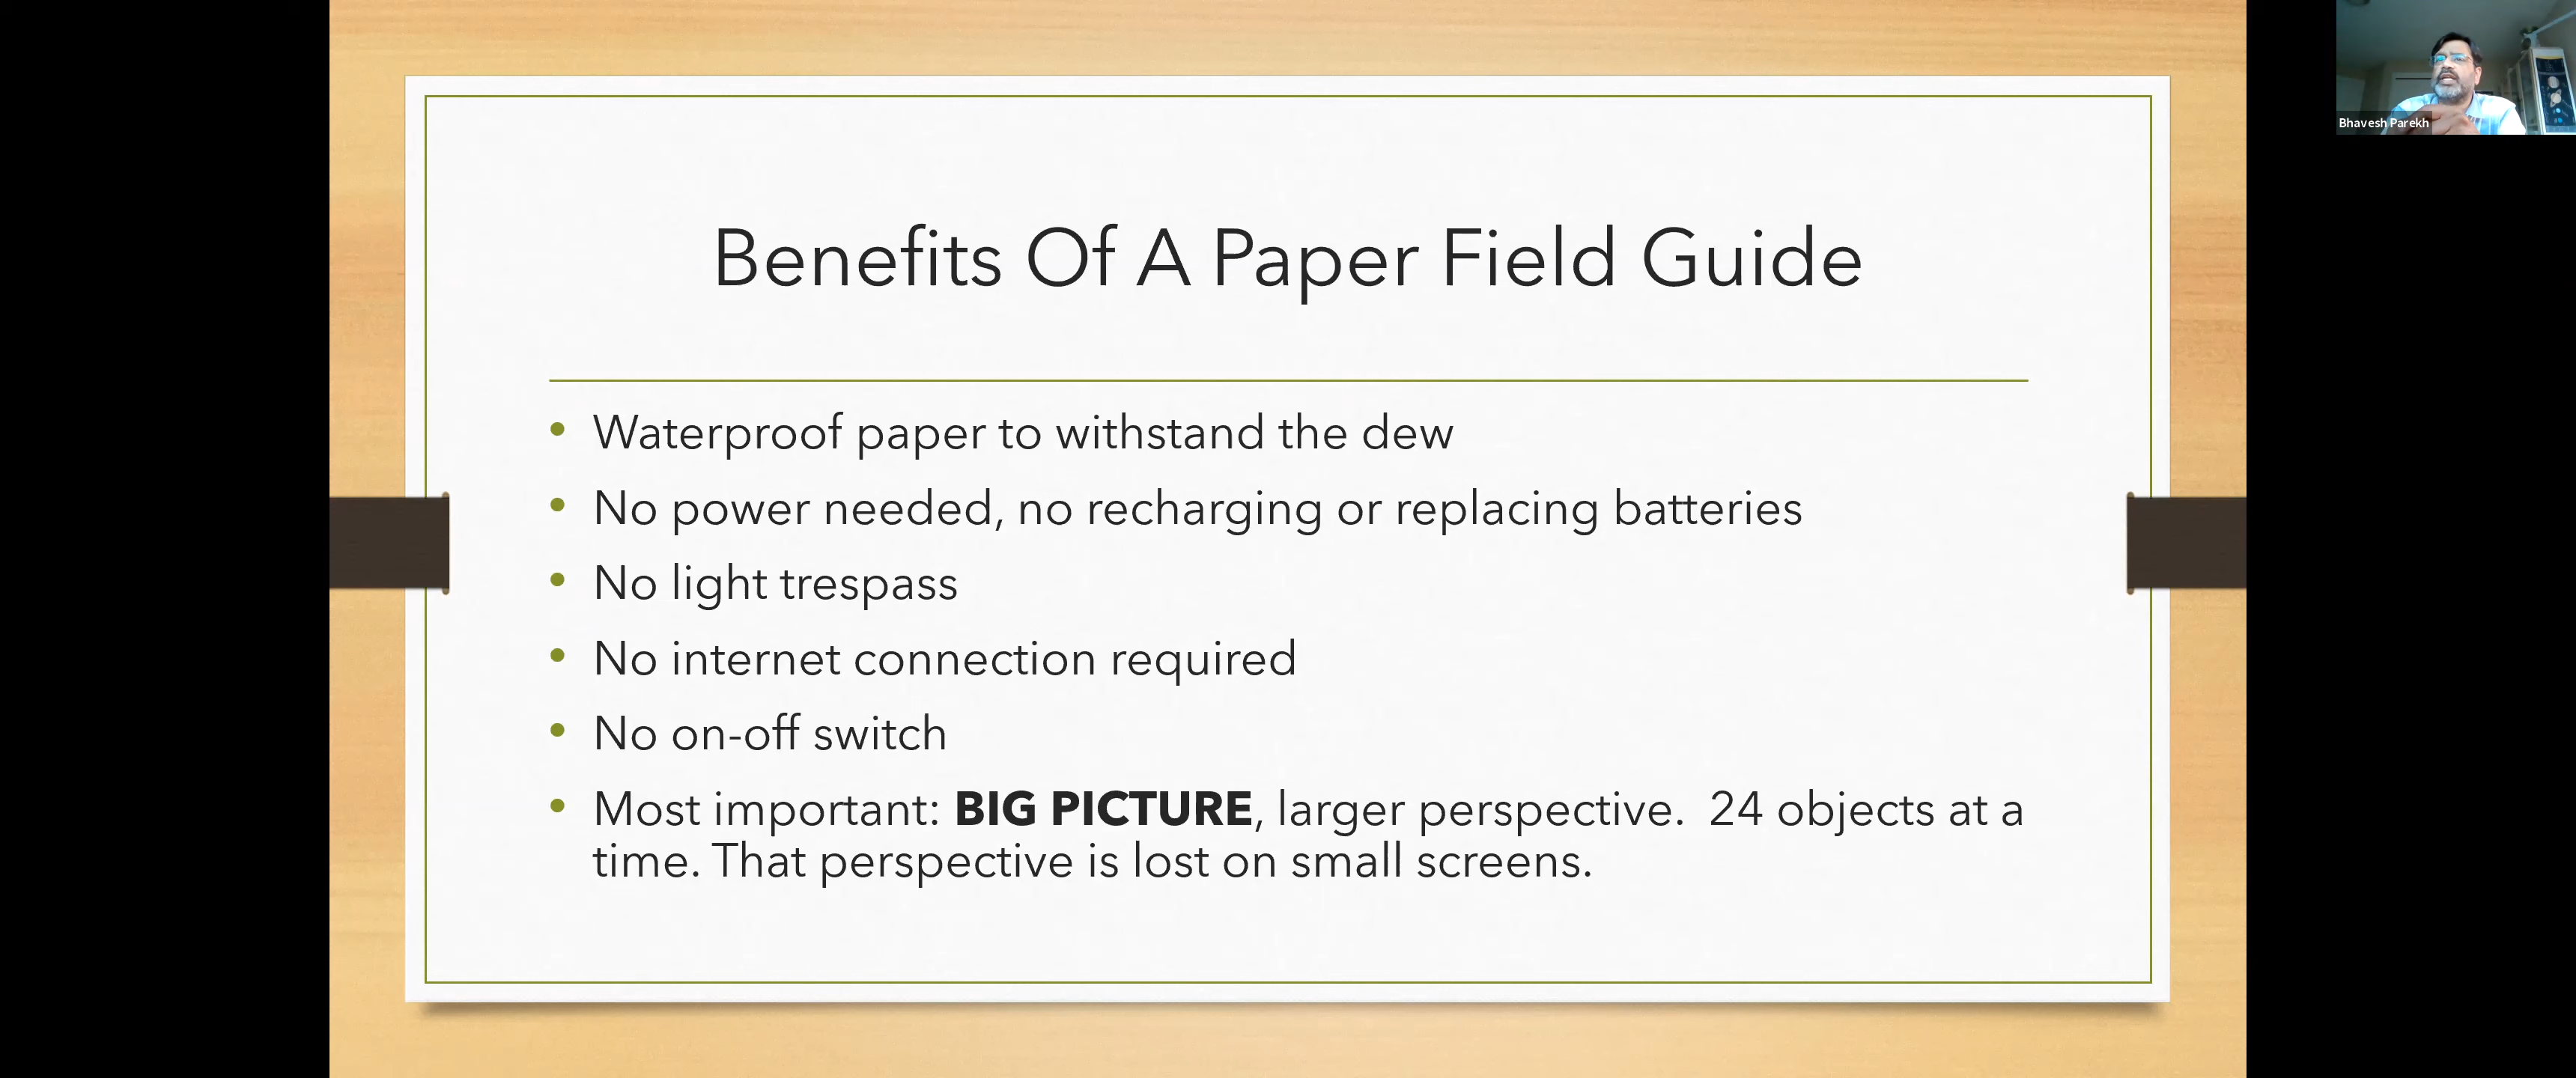 Benefits Of A Paper Field Guide
• Waterproof paper to withstand the dew
• No power needed, no recharging or replacing batteries
• No light trespass
• No internet connection required
• No on-off switch
• Most important: BIG PICTURE, larger perspective.  24 objects at a
time. That perspective is lost on small screens.
Bhavesh Parekh